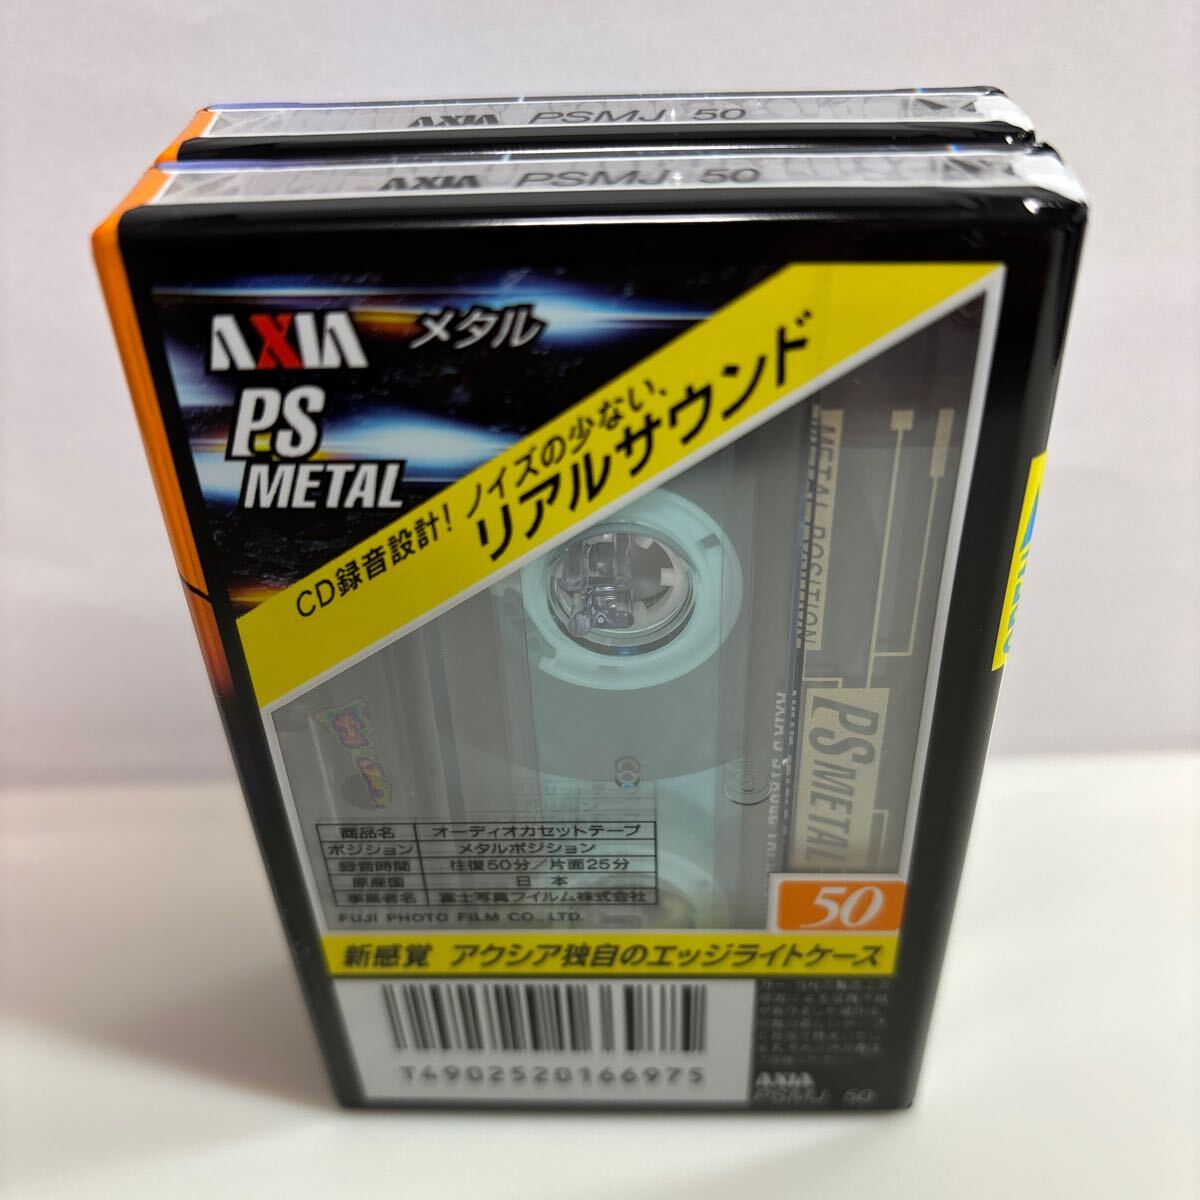 AXIA PSMJ 50
AXIA PSMJ 50
AXIA メタル
PS
METAL
CD録音設計! ノイズの少ない、
リアルサウンド
METAL POSITION
PS METAL
商品名 オーディオカセットテープ
ポジション メタルポジション
録音時間 往復50分/片面25分
原産国 日本
事業者名 富士写真フイルム株式会社
FUJI PHOTO FILM CO., LTD.
50
新感覚 アクシア独自のエッジライトケース
T4902520166975
AXIA
PSMJ 50